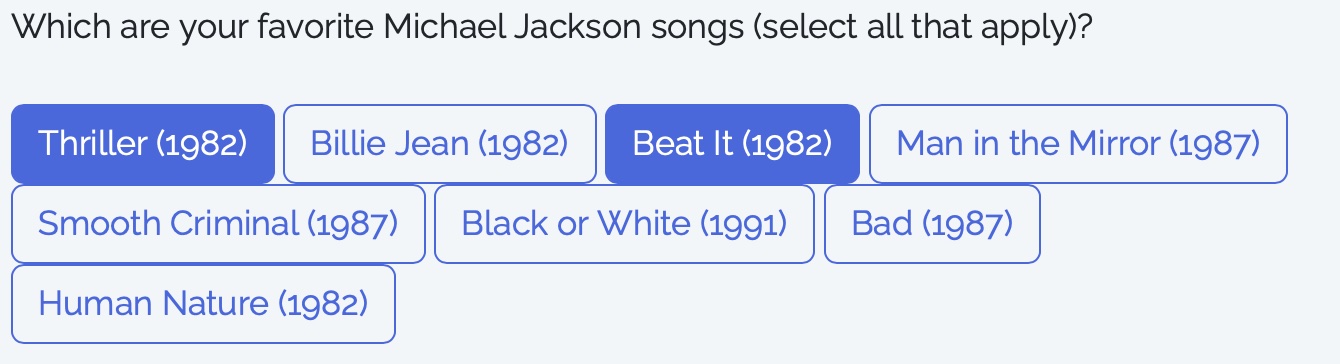 Which are your favorite Michael Jackson songs (select all that apply)?
Thriller (1982) Billie Jean (1982) Beat It (1982) Man in the Mirror (1987)
Smooth Criminal (1987) Black or White (1991) Bad (1987)
Human Nature (1982)